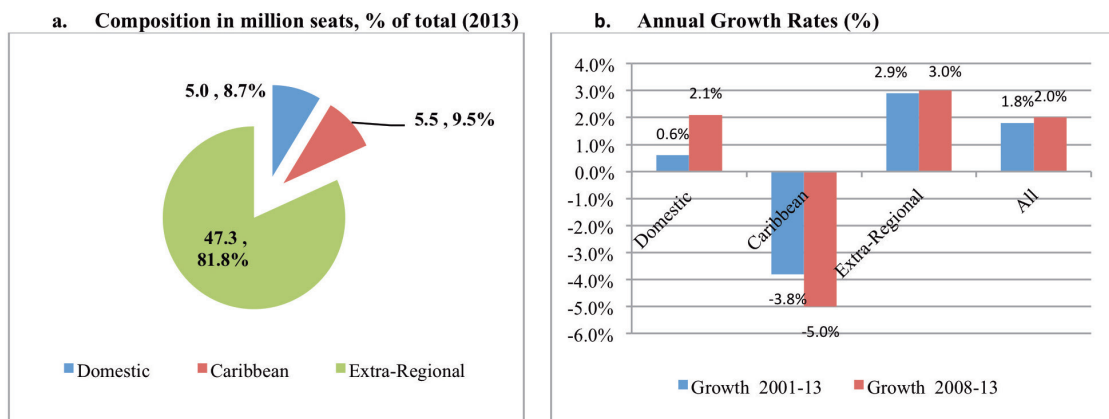 a. Composition in million seats, % of total (2013)
5.0 , 8.7%
5.5 , 9.5%
47.3 ,
81.8%
Domestic
Caribbean
Extra-Regional
b. Annual Growth Rates (%)
4.0%
3.0%
2.0%
1.0%
0.0%
-1.0%
-2.0%
-3.0%
-4.0%
-5.0%
-6.0%
0.6%
2.1%
-3.8%
-5.0%
2.9%
3.0%
1.8%
2.0%
Domestic
Caribbean
Extra-Regional
All
Growth 2001-13
Growth 2008-13